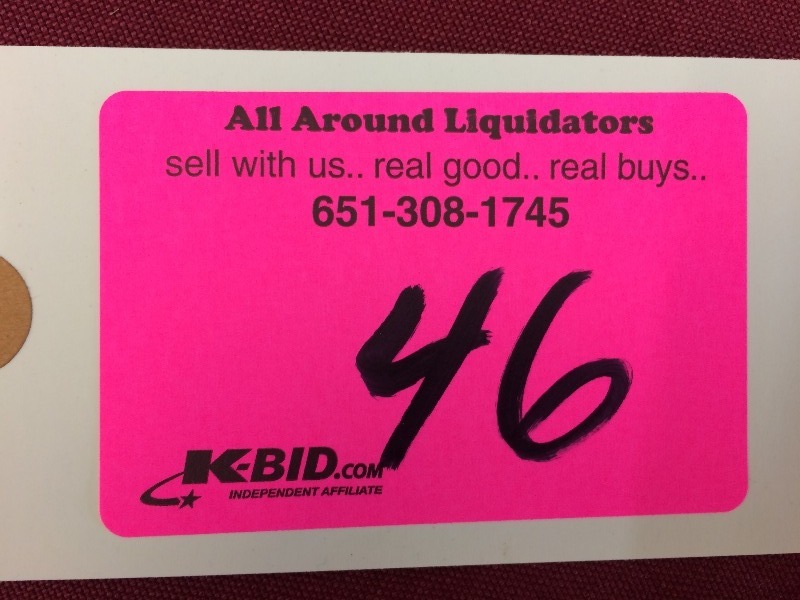 All Around Liquidators
sell with us.. real good.. real buys..
651-308-1745
46
K-BID.COM
INDEPENDENT AFFILIATE